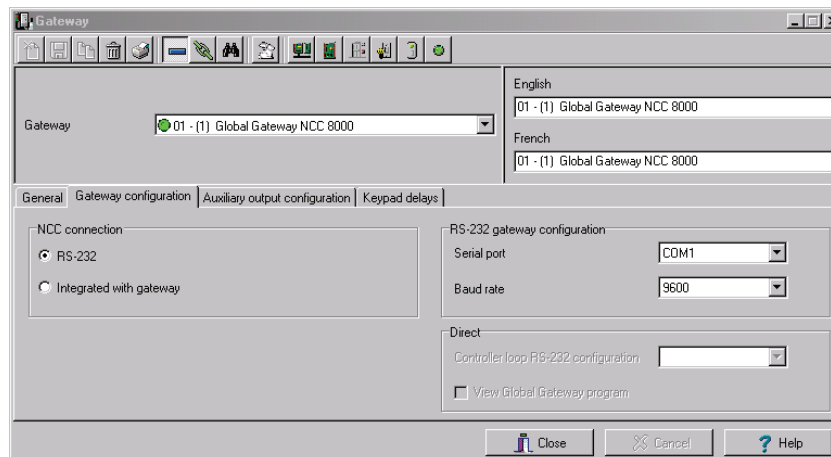 Gateway
English
01 - (1) Global Gateway NCC 8000
Gateway
01 - (1) Global Gateway NCC 8000
French
01 - (1) Global Gateway NCC 8000
General Gateway configuration Auxiliary output configuration Keypad delays
NCC connection
RS-232
Integrated with gateway
RS-232 gateway configuration
Serial port COM1
Baud rate 9600
Direct
Controller loop RS-232 configuration
View Global Gateway program
Close Cancel ? Help